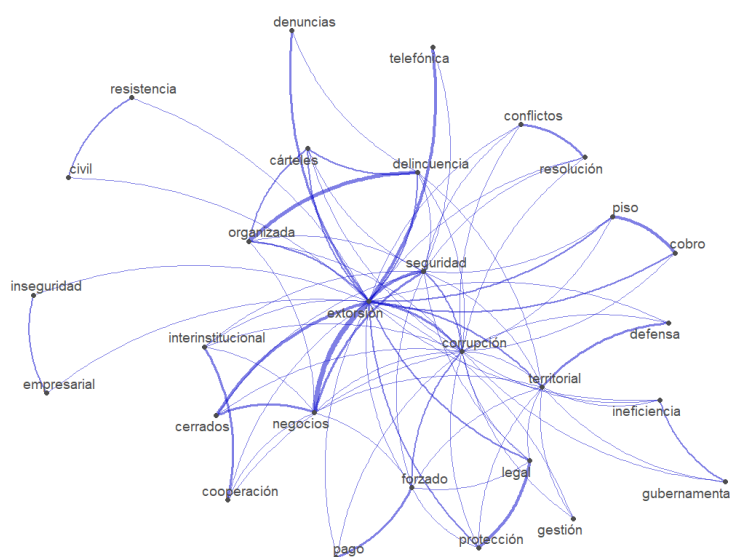 denuncias
telefónica
resistencia
conflictos
cárteles
delincuencia
resolución
civil
piso
organizada
cobro
seguridad
inseguridad
extorsión
interinstitucional
corrupción
defensa
empresarial
territorial
ineficiencia
cerrados
negocios
legal
forzado
cooperación
gubernamenta
gestión
protección
pago